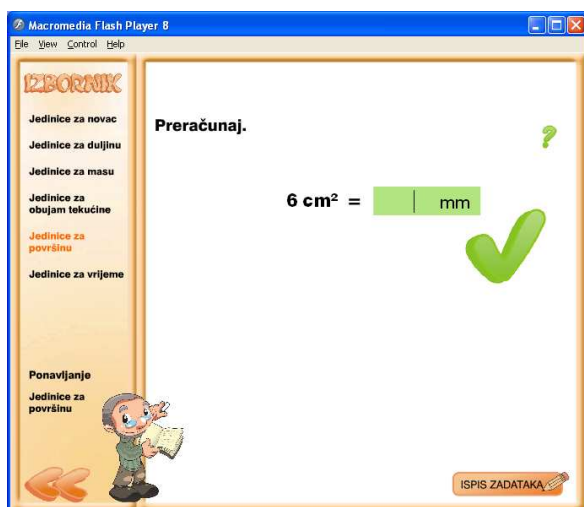 Macromedia Flash Player 8
File View Control Help
IZBORNIK
Jedinice za novac
Jedinice za duljinu
Jedinice za masu
Jedinice za
obujam tekućine
Jedinice za
površinu
Jedinice za vrijeme
Ponavljanje
Jedinice za
površinu
Preračunaj.
?
6 cm² = mm
ISPIS ZADATAKA